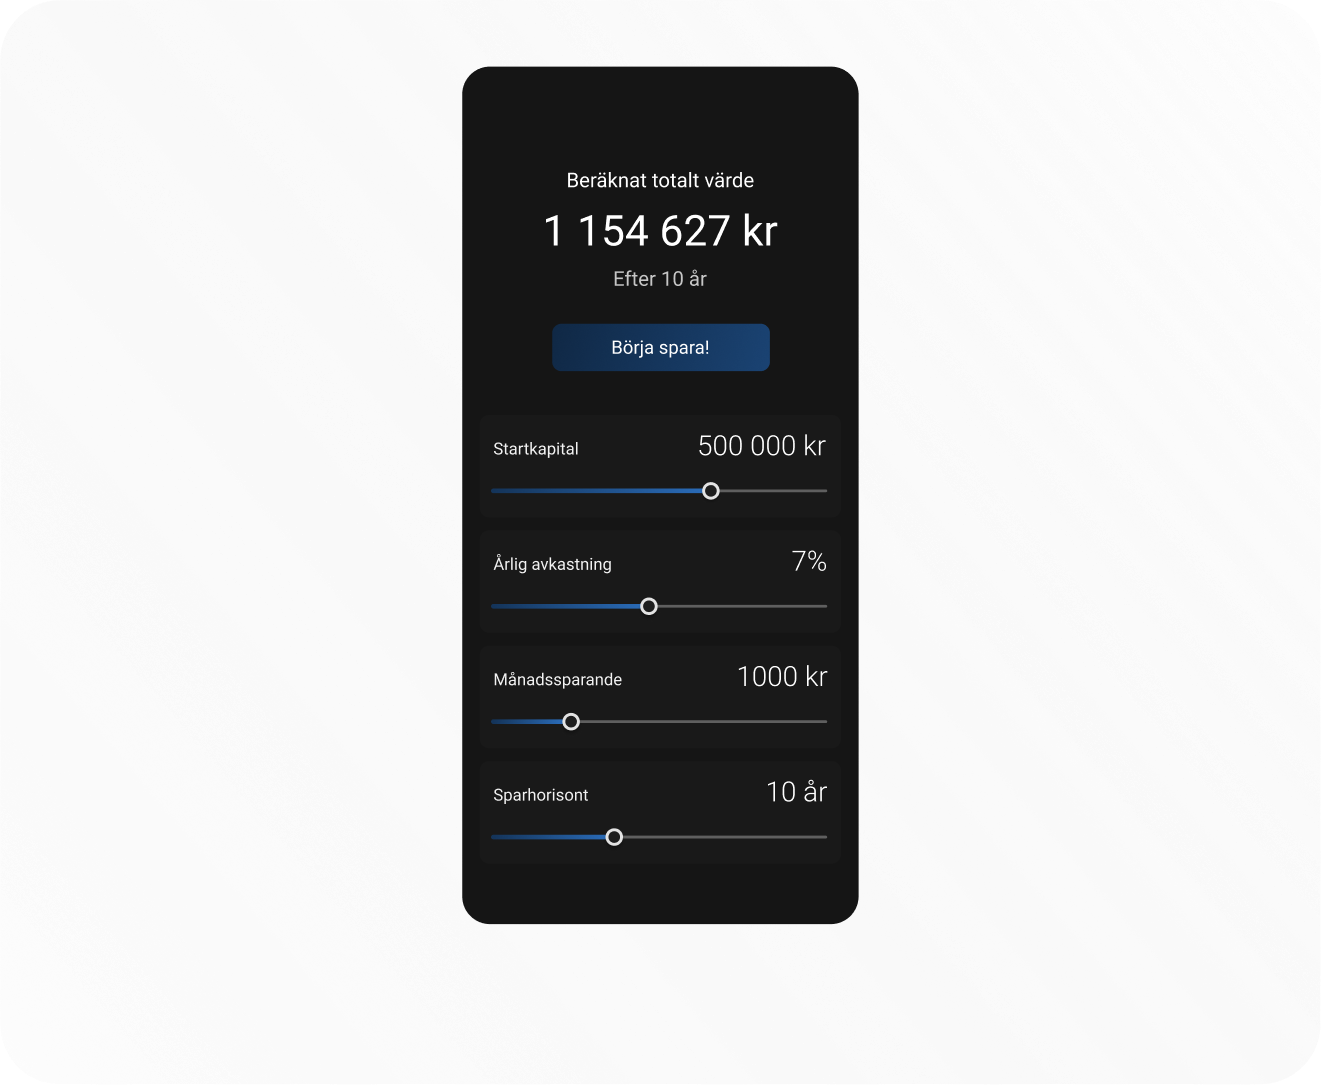 Beräknat totalt värde
1 154 627 kr
Efter 10 år
Börja spara!
Startkapital 500 000 kr
Årlig avkastning 7%
Månadssparande 1000 kr
Sparhorisont 10 år